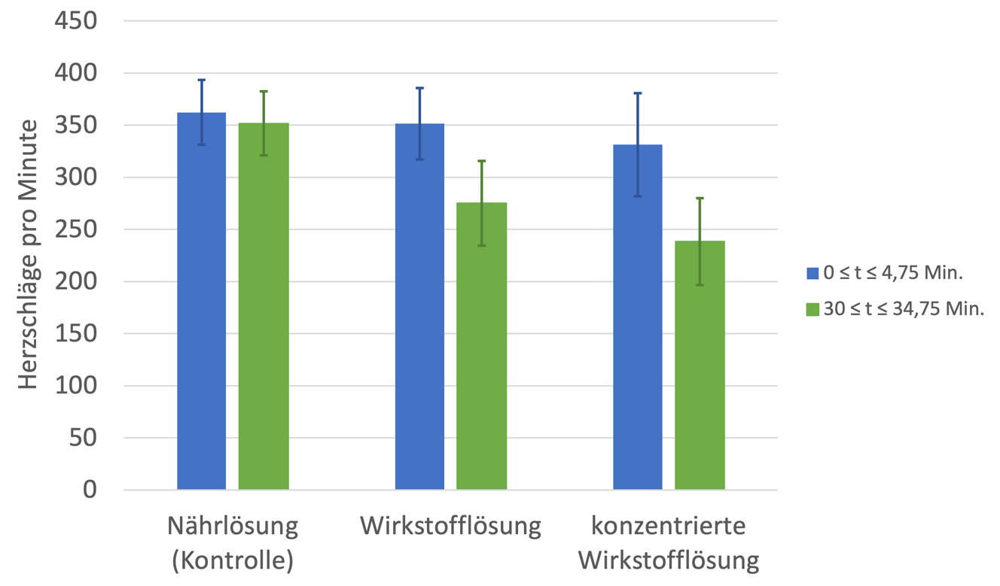 450
400
350
300
250
200
150
100
50
0
Herzschläge pro Minute
Nährlösung
(Kontrolle)
Wirkstofflösung
konzentrierte
Wirkstofflösung
0 ≤ t ≤ 4,75 Min.
30 ≤ t ≤ 34,75 Min.